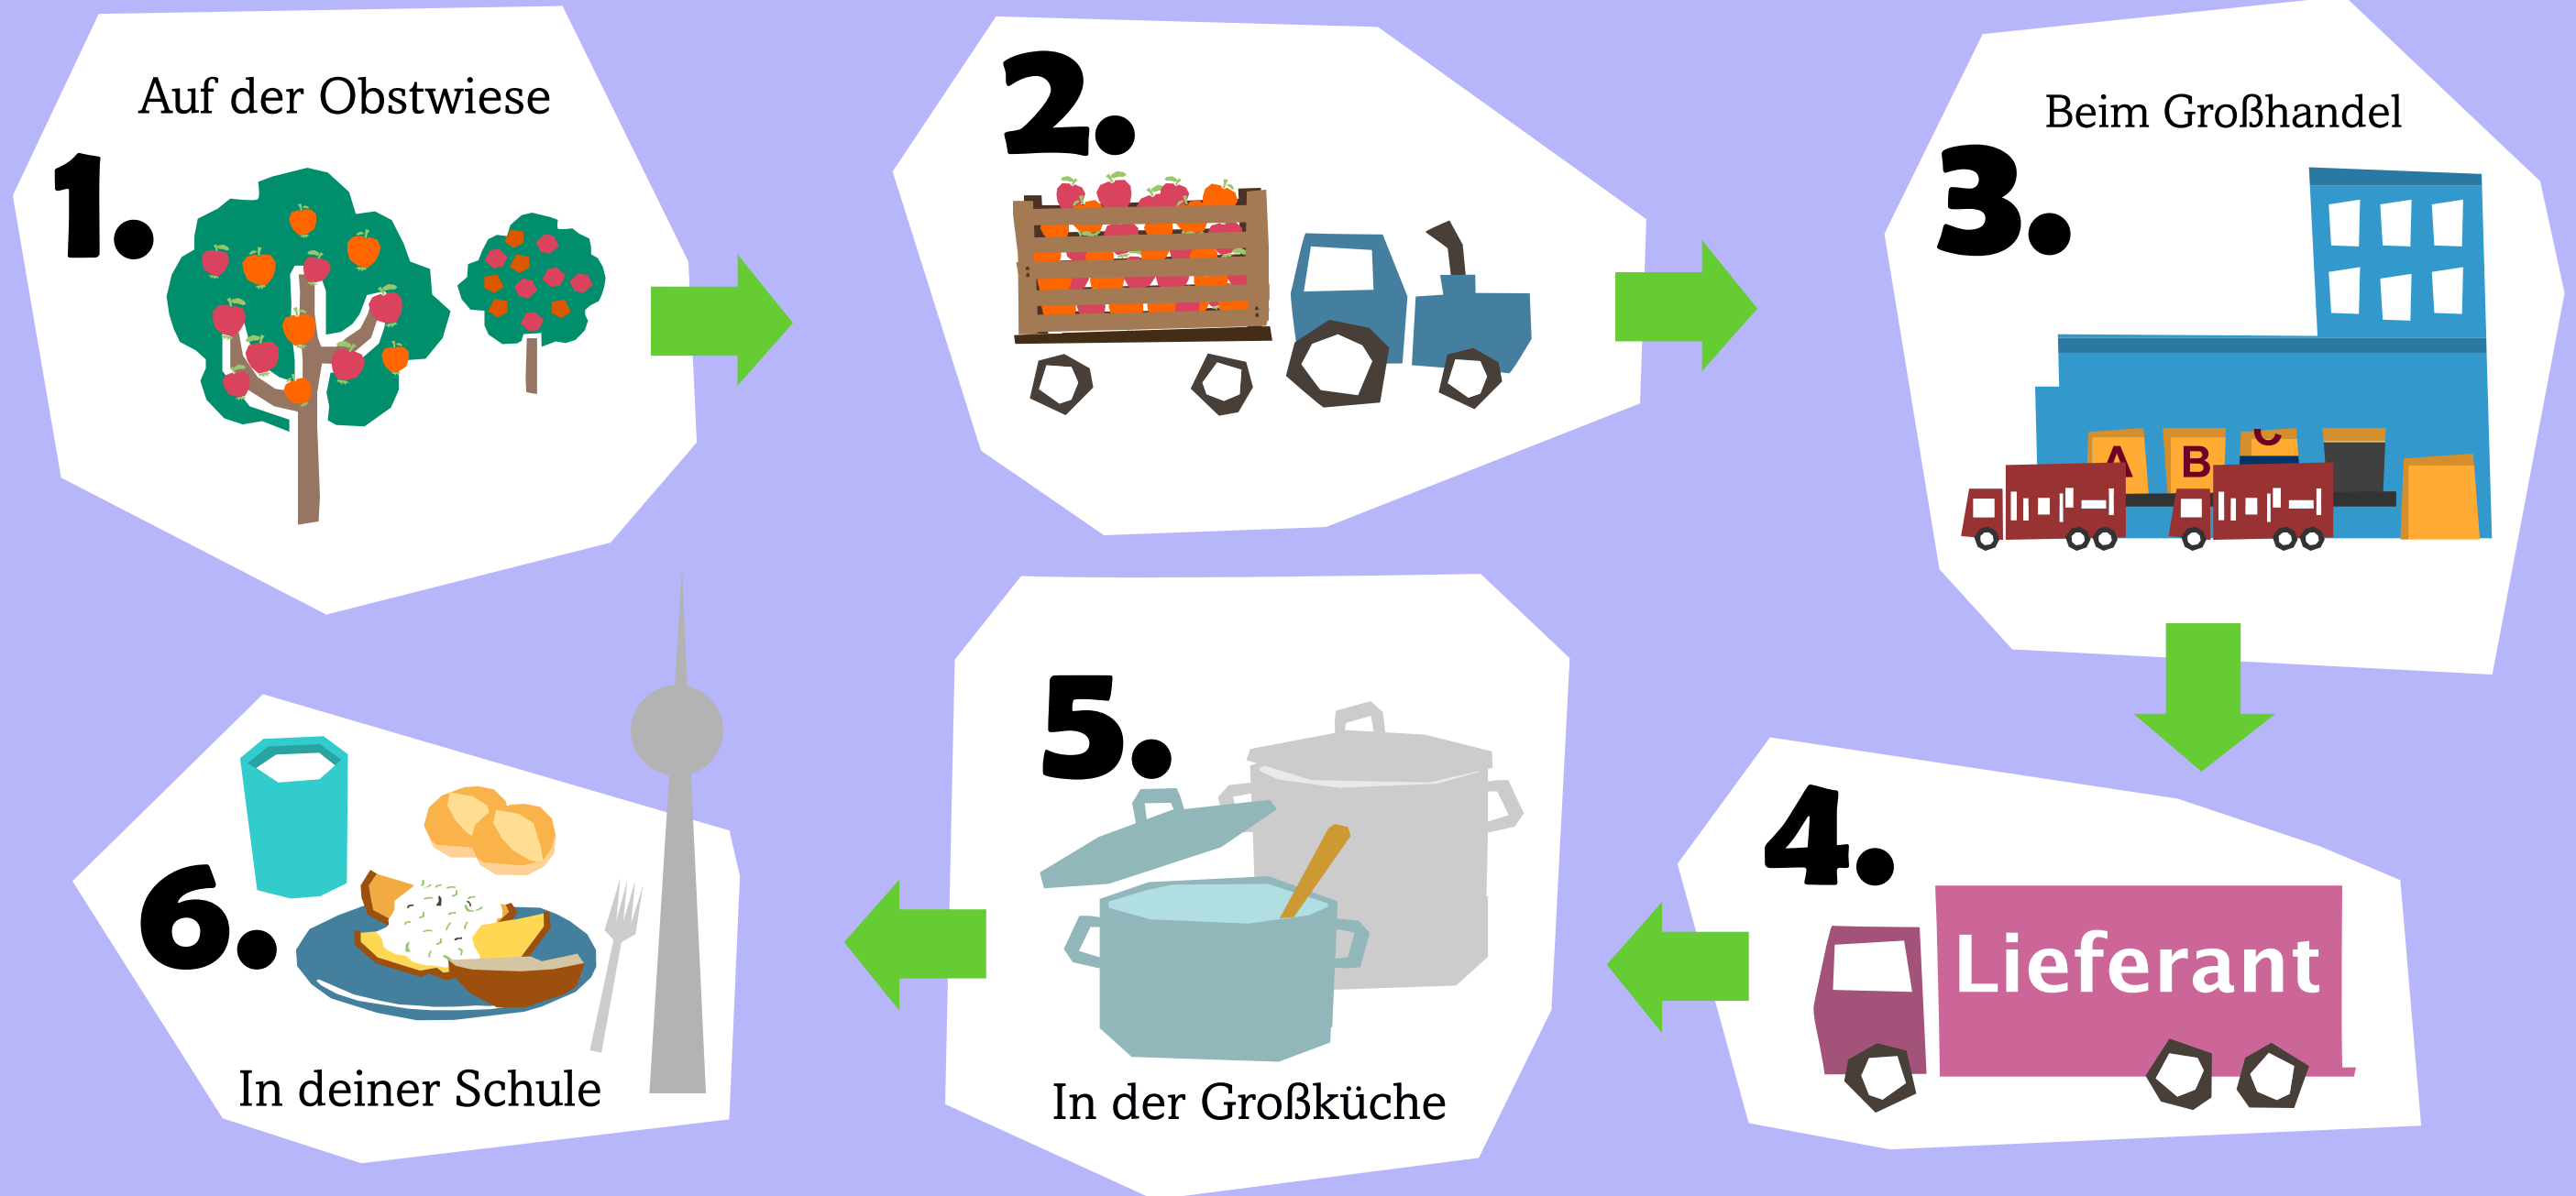 Auf der Obstwiese
1.
2.
Beim Großhandel
3.
A B C
4.
Lieferant
5.
In der Großküche
6.
In deiner Schule